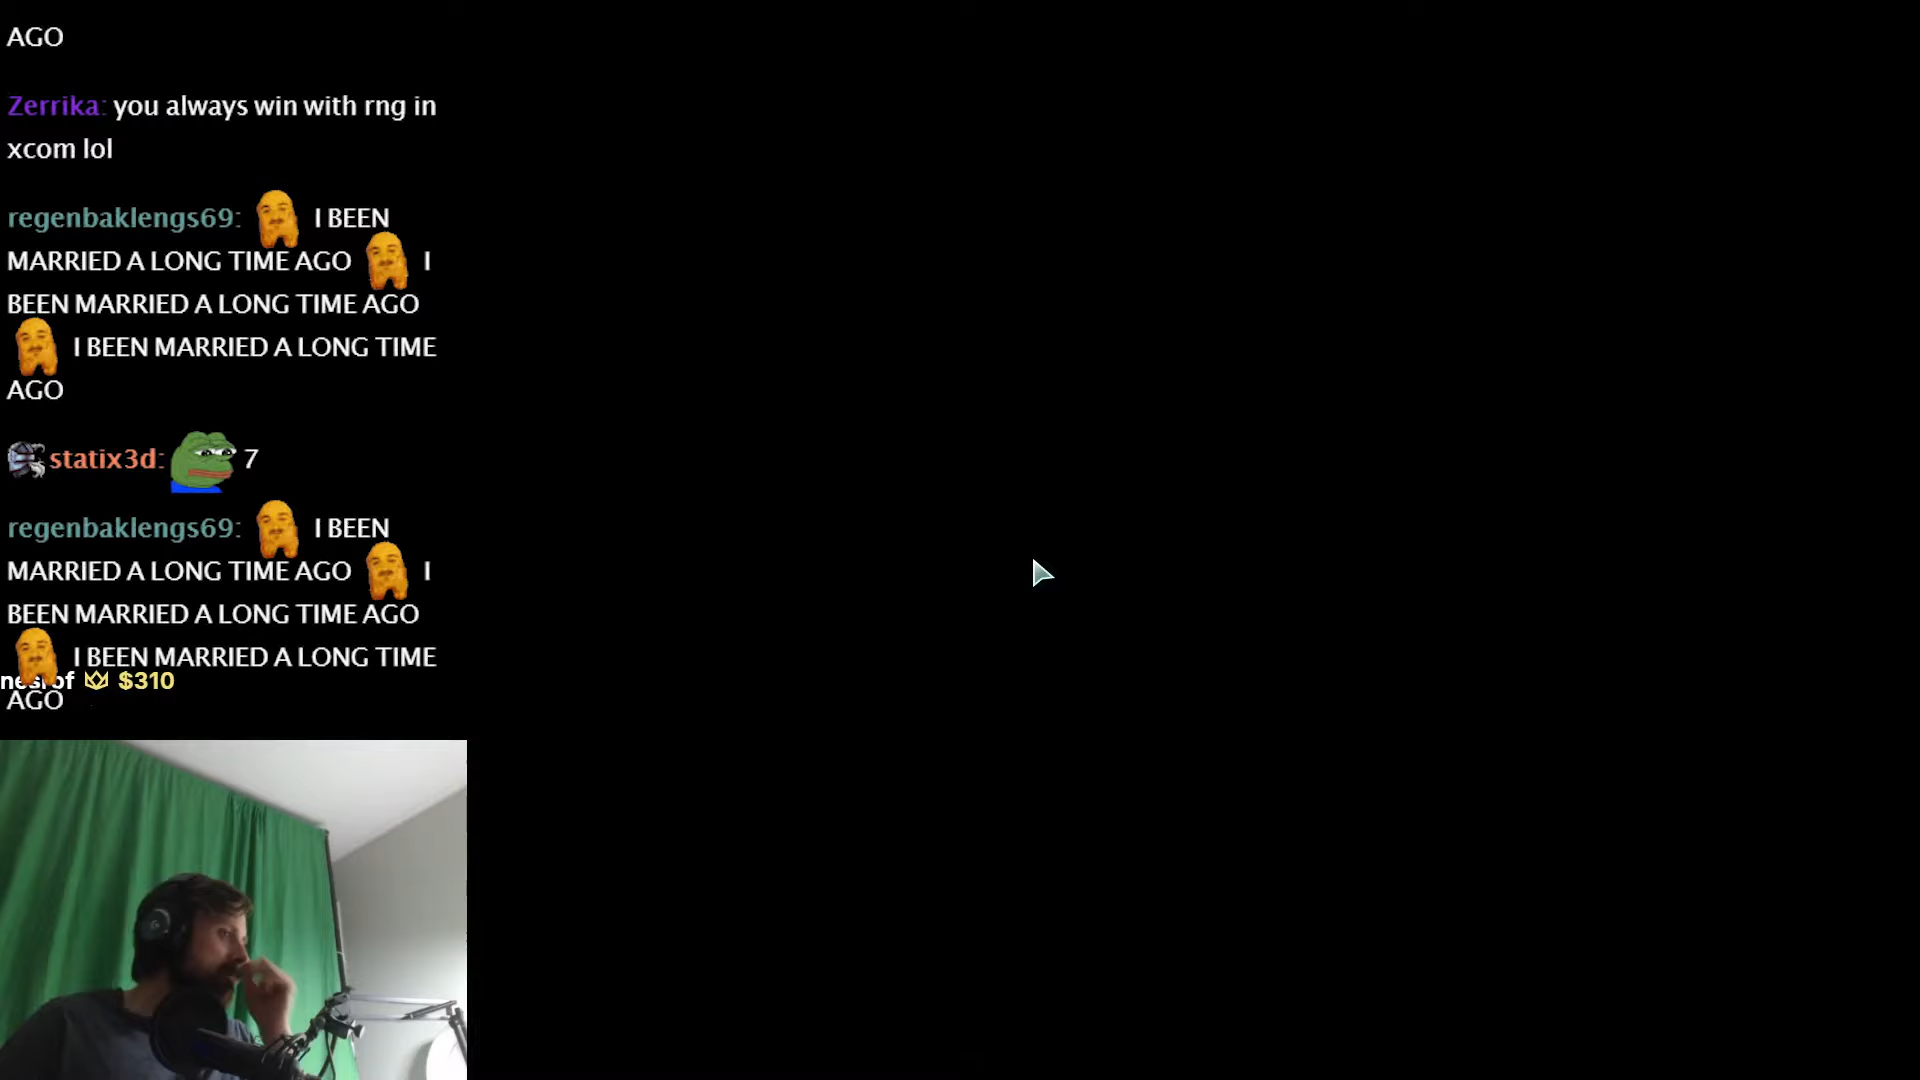 AGO
Zerrika: you always win with rng in
xcom lol
regenbaklengs69: I BEEN
MARRIED A LONG TIME AGO I
BEEN MARRIED A LONG TIME AGO
I BEEN MARRIED A LONG TIME
AGO
statix3d: 7
regenbaklengs69: I BEEN
MARRIED A LONG TIME AGO I
BEEN MARRIED A LONG TIME AGO
I BEEN MARRIED A LONG TIME
$310
AGO